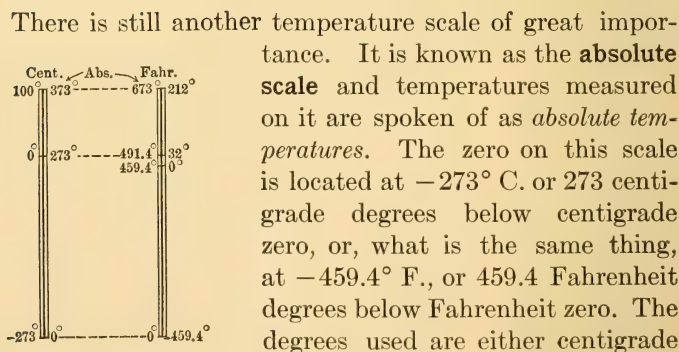 There is still another temperature scale of great impor-
tance. It is known as the absolute
scale and temperatures measured
on it are spoken of as absolute tem-
peratures. The zero on this scale
is located at −273° C. or 273 centi-
grade degrees below centigrade
zero, or, what is the same thing,
at −459.4° F., or 459.4 Fahrenheit
degrees below Fahrenheit zero. The
degrees used are either centigrade
Cent. Abs. Fahr.
100° 373° 673° 212°
0° 273° 491.4° 32°
459.4° 0°
-273° 0° 0° -459.4°